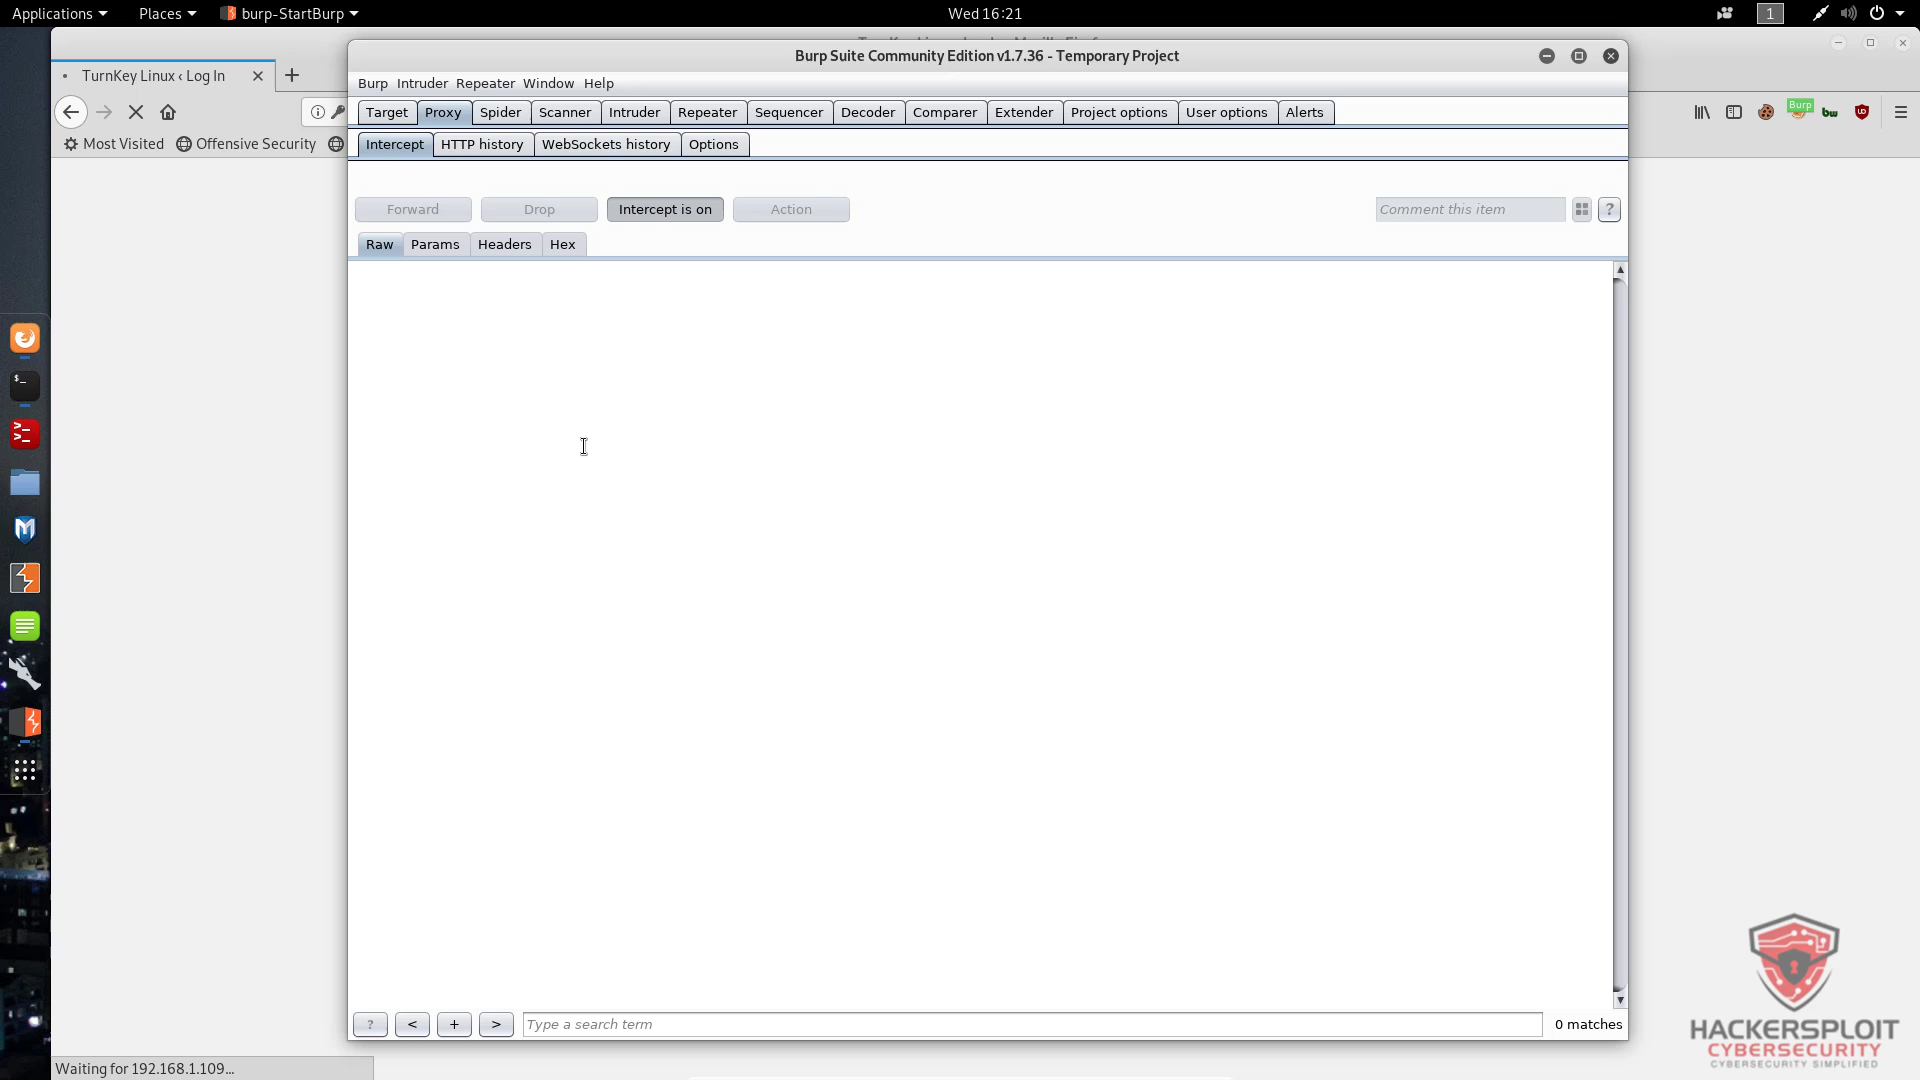 Applications Places burp-StartBurp Wed 16:21 1
Burp Suite Community Edition v1.7.36 - Temporary Project
TurnKey Linux ‹ Log In
Burp Intruder Repeater Window Help
Target Proxy Spider Scanner Intruder Repeater Sequencer Decoder Comparer Extender Project options User options Alerts
Burp
Most Visited Offensive Security
Intercept HTTP history WebSockets history Options
Forward Drop Intercept is on Action Comment this item ?
Raw Params Headers Hex
? < + > Type a search term 0 matches
Waiting for 192.168.1.109...
HACKERSPLOIT
CYBERSECURITY
CYBERSECURITY SIMPLIFIED